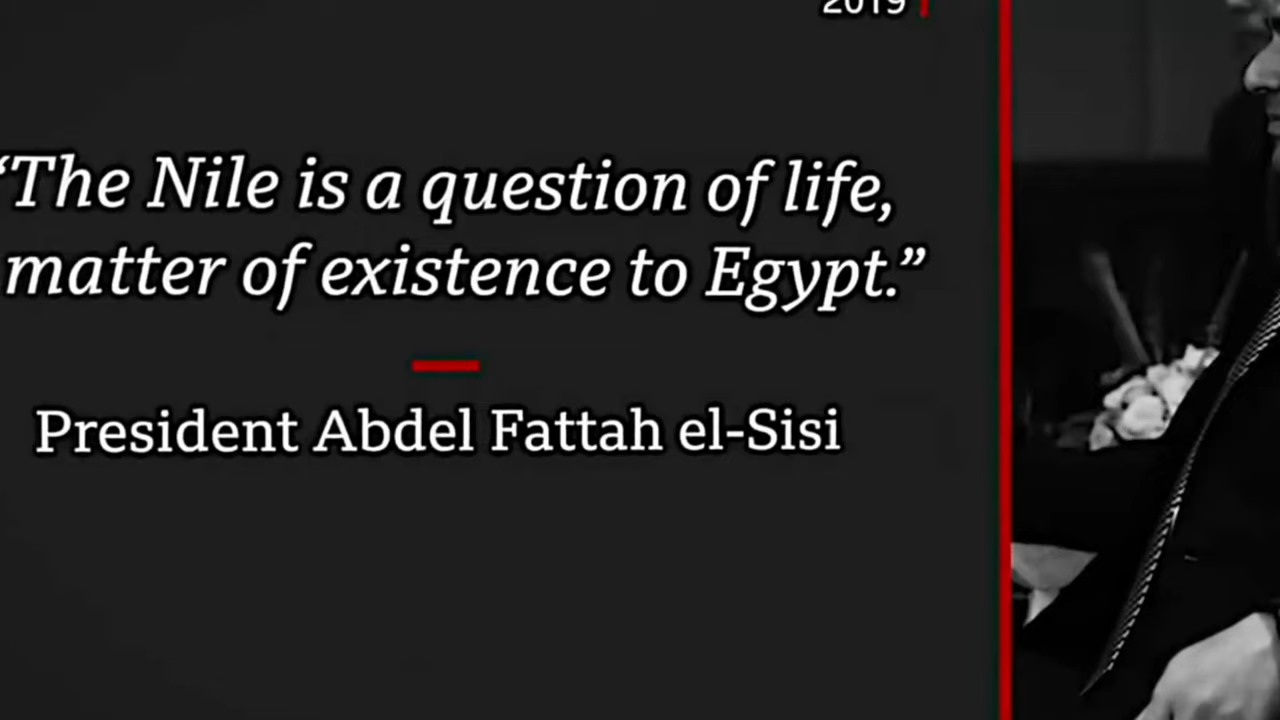 2019
“The Nile is a question of life,
matter of existence to Egypt.”
President Abdel Fattah el-Sisi